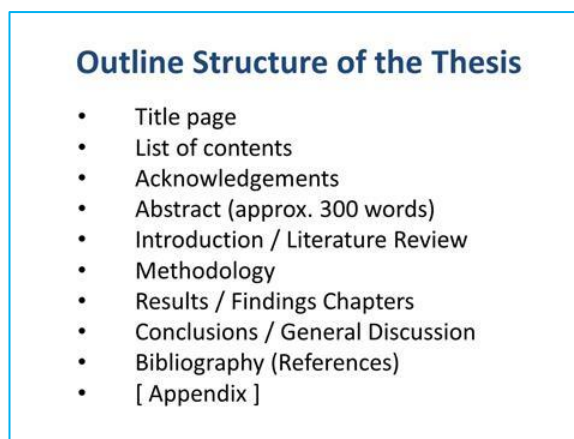 Outline Structure of the Thesis
• Title page
• List of contents
• Acknowledgements
• Abstract (approx. 300 words)
• Introduction / Literature Review
• Methodology
• Results / Findings Chapters
• Conclusions / General Discussion
• Bibliography (References)
• [ Appendix ]